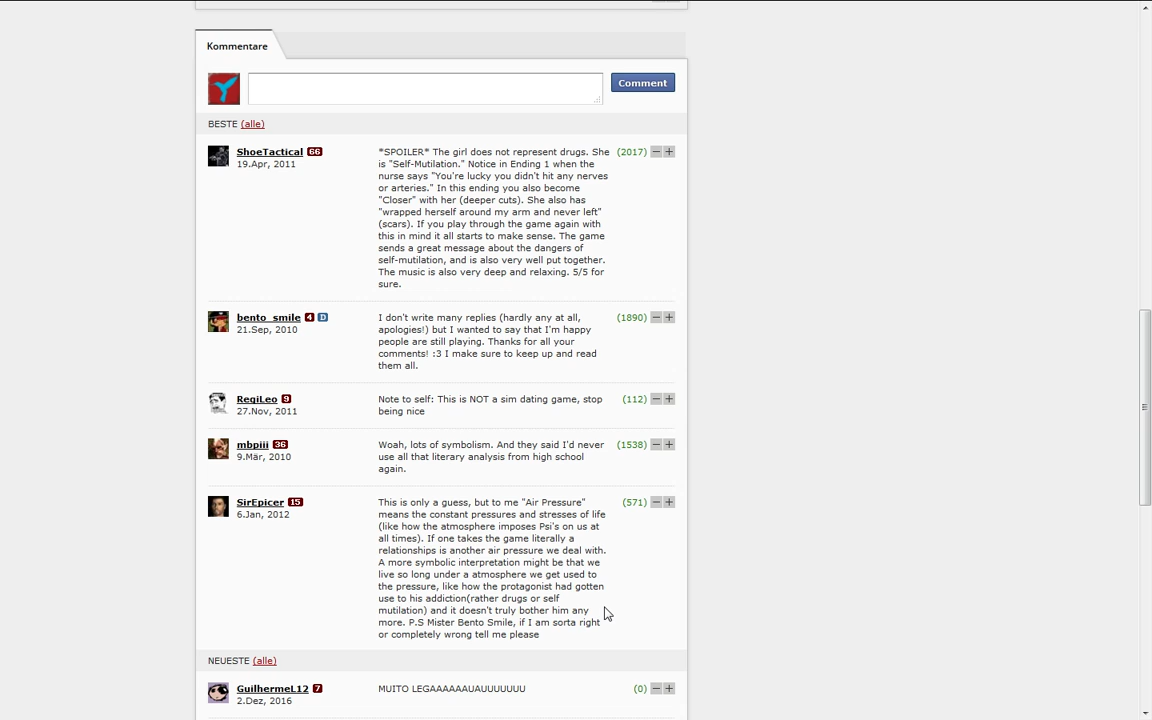 Kommentare
Comment
BESTE (alle)
ShoeTactical 66
19.Apr, 2011
*SPOILER* The girl does not represent drugs. She
is "Self-Mutilation." Notice in Ending 1 when the
nurse says "You're lucky you didn't hit any nerves
or arteries." In this ending you also become
"Closer" with her (deeper cuts). She also has
"wrapped herself around my arm and never left"
(scars). If you play through the game again with
this in mind it all starts to make sense. The game
sends a great message about the dangers of
self-mutilation, and is also very well put together.
The music is also very deep and relaxing. 5/5 for
sure.
(2017)
bento_smile 4 D
21.Sep, 2010
I don't write many replies (hardly any at all,
apologies!) but I wanted to say that I'm happy
people are still playing. Thanks for all your
comments! :3 I make sure to keep up and read
them all.
(1890)
RegiLeo 9
27.Nov, 2011
Note to self: This is NOT a sim dating game, stop
being nice
(112)
mbpiii 36
9.Mär, 2010
Woah, lots of symbolism. And they said I'd never
use all that literary analysis from high school
again.
(1538)
SirEpicer 15
6.Jan, 2012
This is only a guess, but to me "Air Pressure"
means the constant pressures and stresses of life
(like how the atmosphere imposes Psi's on us at
all times). If one takes the game literally a
relationships is another air pressure we deal with.
A more symbolic interpretation might be that we
live so long under a atmosphere we get used to
the pressure, like how the protagonist had gotten
use to his addiction(rather drugs or self
mutilation) and it doesn't truly bother him any
more. P.S Mister Bento Smile, if I am sorta right
or completely wrong tell me please
(571)
NEUESTE (alle)
GuilhermeL12 7
2.Dez, 2016
MUITO LEGAAAAAAUAUUUUUUU
(0)